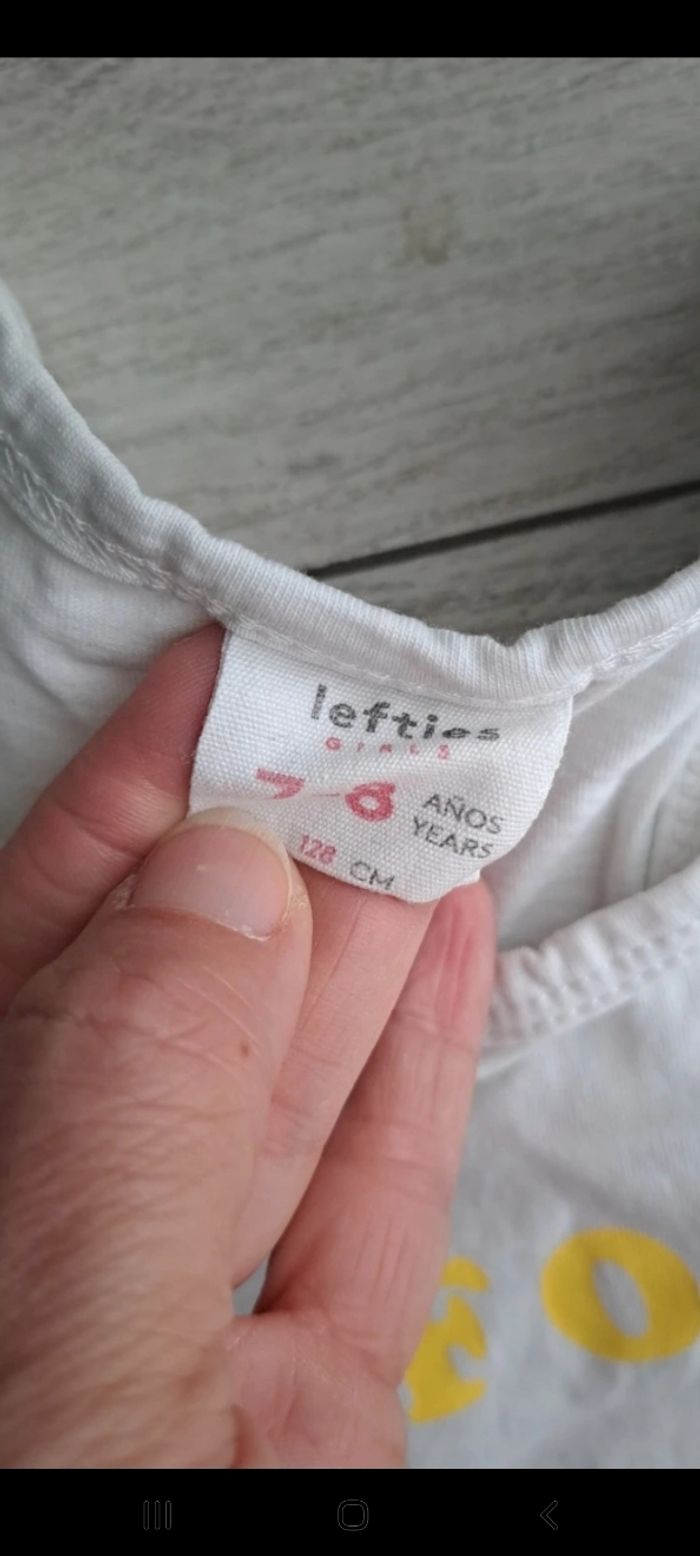 lefties
GIRLS
7-8 AÑOS
YEARS
128 CM